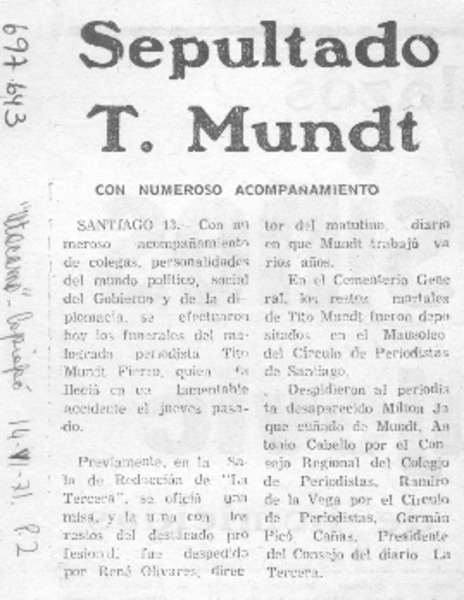 Sepultado
T. Mundt
CON NUMEROSO ACOMPAÑAMIENTO
SANTIAGO 13.- Con nu
meroso acompañamiento
de colegas, personalidades
del mundo político, social
del Gobierno y de la di
plomacia, se efectuaron
hoy los funerales del ma
logrado periodista Tito
Mundt Fierro, quien fa
lleció en un lamentable
accidente el jueves pasa
do.
Previamente, en la Sa
la de Redacción de "La
Tercera", se ofició una
misa, y la urna con los
restos del destacado pro
fesional, fue despedido
por René Olivares, direc
tor del matutino, diario
en que Mundt trabajó va
rios años.
En el Cementerio Gene
ral, los restos mortales
de Tito Mundt fueron depo
sitados en el Mausoleo
del Círculo de Periodistas
de Santiago.
Despidieron al periodis
ta desaparecido Milton Ja
que cuñado de Mundt, An
tonio Cabello por el Con
sejo Regional del Colegio
de Periodistas, Ramiro
de la Vega por el Círculo
de Periodistas, Germán
Picó Cañas, Presidente
del Consejo del diario La
Tercera.
697.643
"Atacama" - Copiapó 14-VI-71. P.2